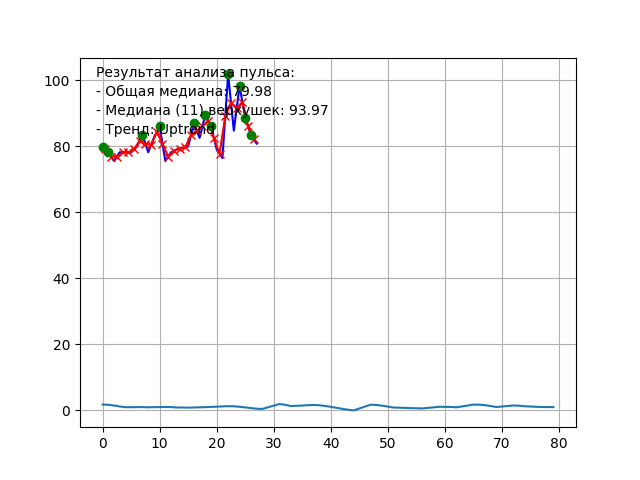 Результат анализа пульса:
- Общая медиана: 79.98
- Медиана (11) верхушек: 93.97
- Тренд: Uptrend
100
80
60
40
20
0
0 10 20 30 40 50 60 70 80